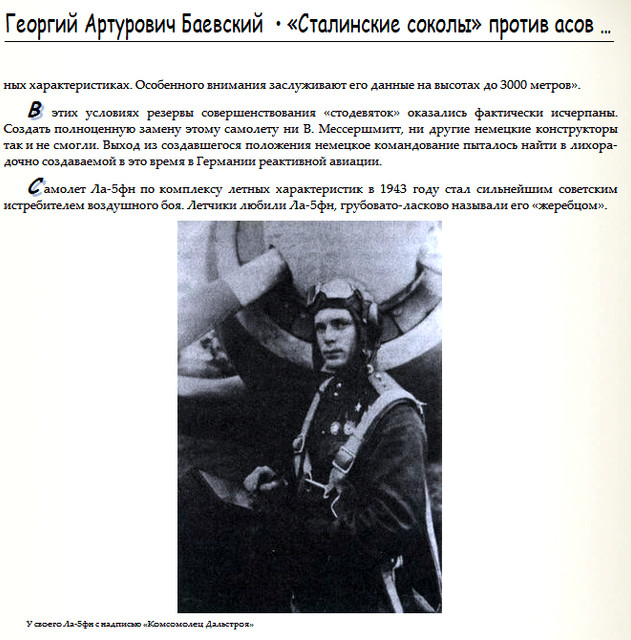 Георгий Артурович Баевский • «Сталинские соколы» против асов ...
ных характеристиках. Особенного внимания заслуживают его данные на высотах до 3000 метров».
В этих условиях резервы совершенствования «стодевяток» оказались фактически исчерпаны.
Создать полноценную замену этому самолету ни В. Мессершмитт, ни другие немецкие конструкторы
так и не смогли. Выход из создавшегося положения немецкое командование пыталось найти в лихора-
дочно создаваемой в это время в Германии реактивной авиации.
Самолет Ла-5фн по комплексу летных характеристик в 1943 году стал сильнейшим советским
истребителем воздушного боя. Летчики любили Ла-5фн, грубовато-ласково называли его «жеребцом».
У своего Ла-5фн с надписью «Комсомолец Дальстроя»